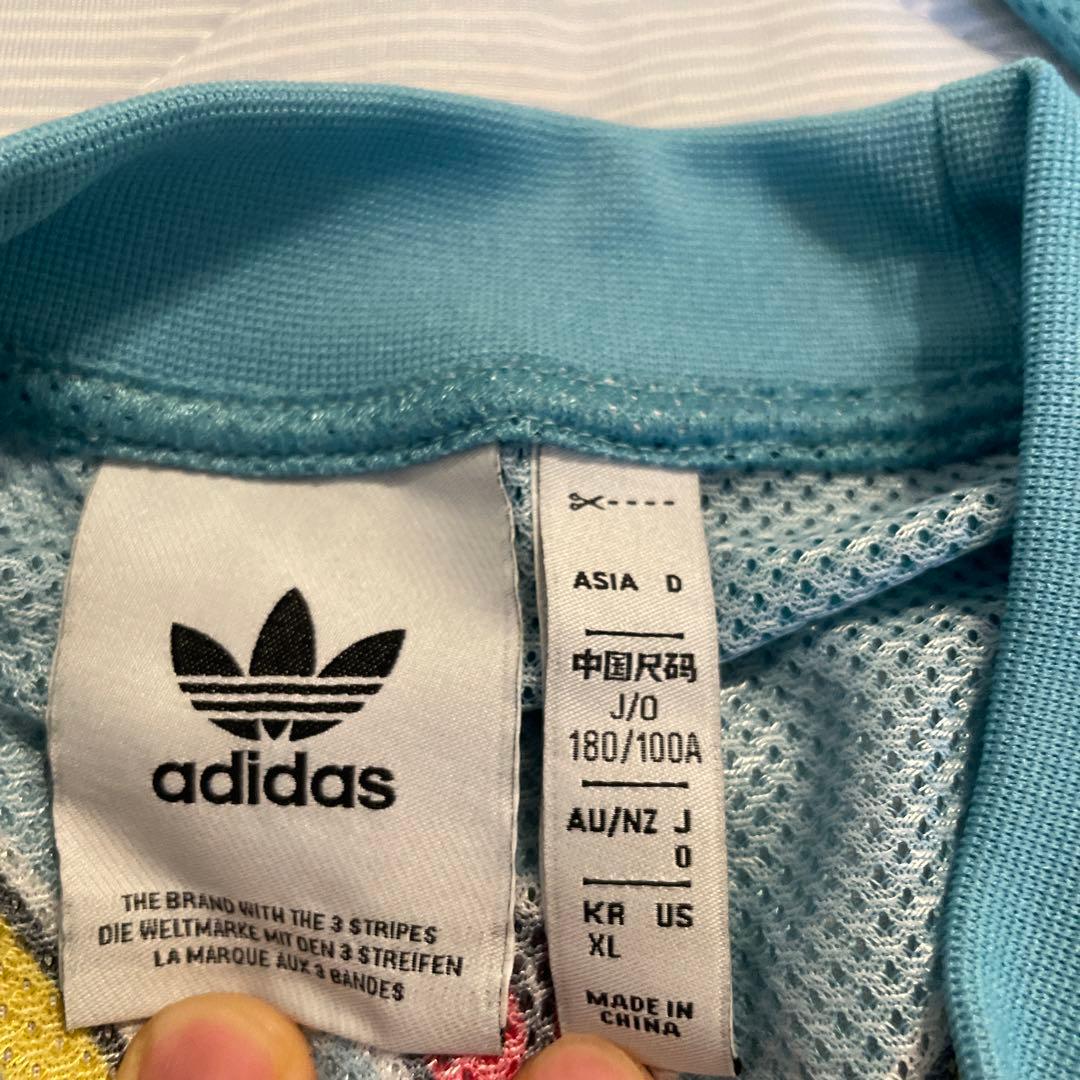 adidas
THE BRAND WITH THE 3 STRIPES
DIE WELTMARKE MIT DEN 3 STREIFEN
LA MARQUE AUX 3 BANDES
ASIA D
中国尺码
J/O
180/100A
AU/NZ J
O
KR US
XL
MADE IN
CHINA